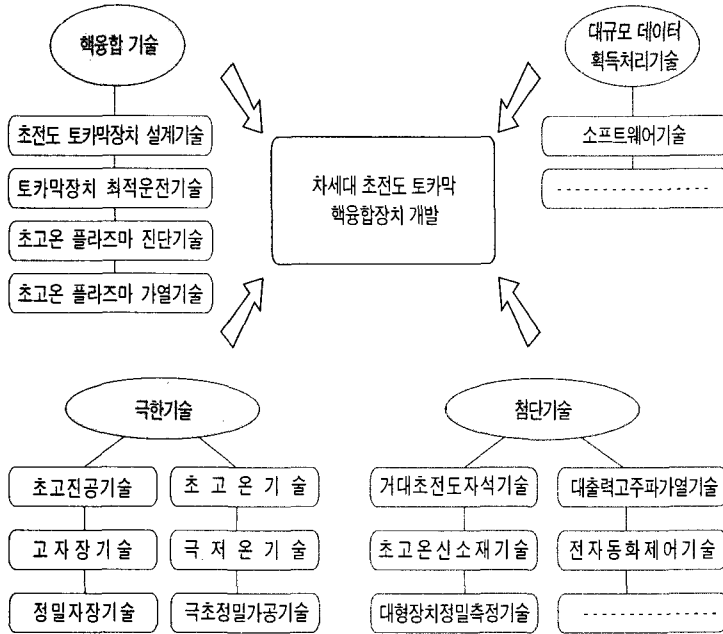 핵융합 기술
초전도 토카막장치 설계기술
토카막장치 최적운전기술
초고온 플라즈마 진단기술
초고온 플라즈마 가열기술
대규모 데이터
획득처리기술
소프트웨어기술
차세대 초전도 토카막
핵융합장치 개발
극한기술
초고진공기술
고자장기술
정밀자장기술
초 고 온 기 술
극 저 온 기 술
극초정밀가공기술
첨단기술
거대초전도자석기술
초고온신소재기술
대형장치정밀측정기술
대출력고주파가열기술
전자동화제어기술